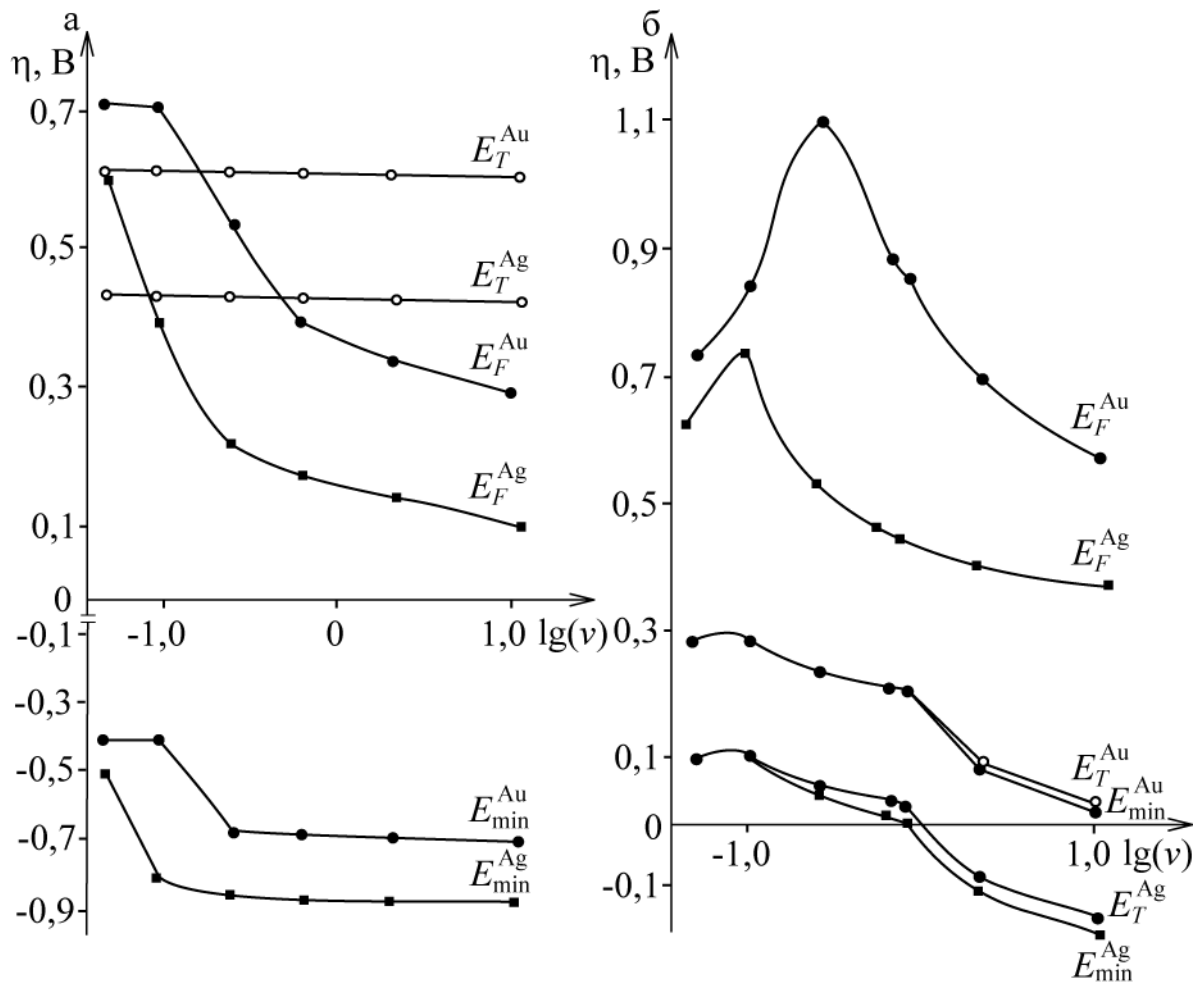 а
η, В
0,7
0,5
0,3
0,1
0
-0,1
-0,3
-0,5
-0,7
-0,9
-1,0
0
1,0
lg(v)
E_T^Au
E_T^Ag
E_F^Au
E_F^Ag
E_min^Au
E_min^Ag
б
η, В
1,1
0,9
0,7
0,5
0,3
0,1
0
-0,1
-1,0
1,0
lg(v)
E_F^Au
E_F^Ag
E_T^Au
E_min^Au
E_T^Ag
E_min^Ag